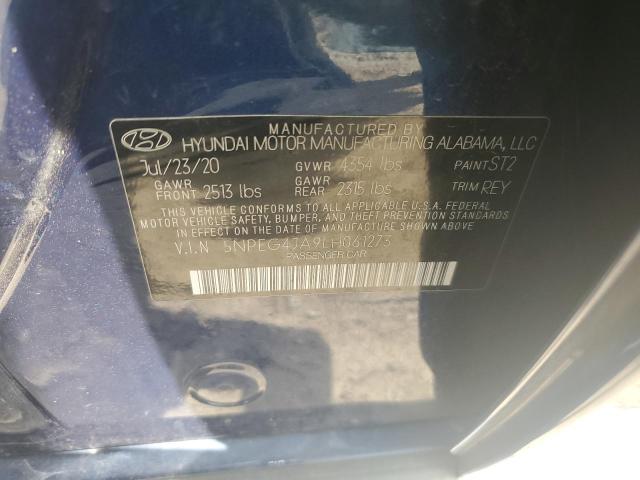 MANUFACTURED BY
HYUNDAI MOTOR MANUFACTURING ALABAMA, LLC
Jul/23/20 GVWR 4354 lbs PAINT ST2
GAWR FRONT 2513 lbs GAWR REAR 2315 lbs TRIM REY
THIS VEHICLE CONFORMS TO ALL APPLICABLE U.S.A. FEDERAL
MOTOR VEHICLE SAFETY, BUMPER, AND THEFT PREVENTION
STANDARDS IN EFFECT ON THE DATE OF MANUFACTURE SHOWN ABOVE
V.I.N 5NPEG4JA9LH061273
PASSENGER CAR